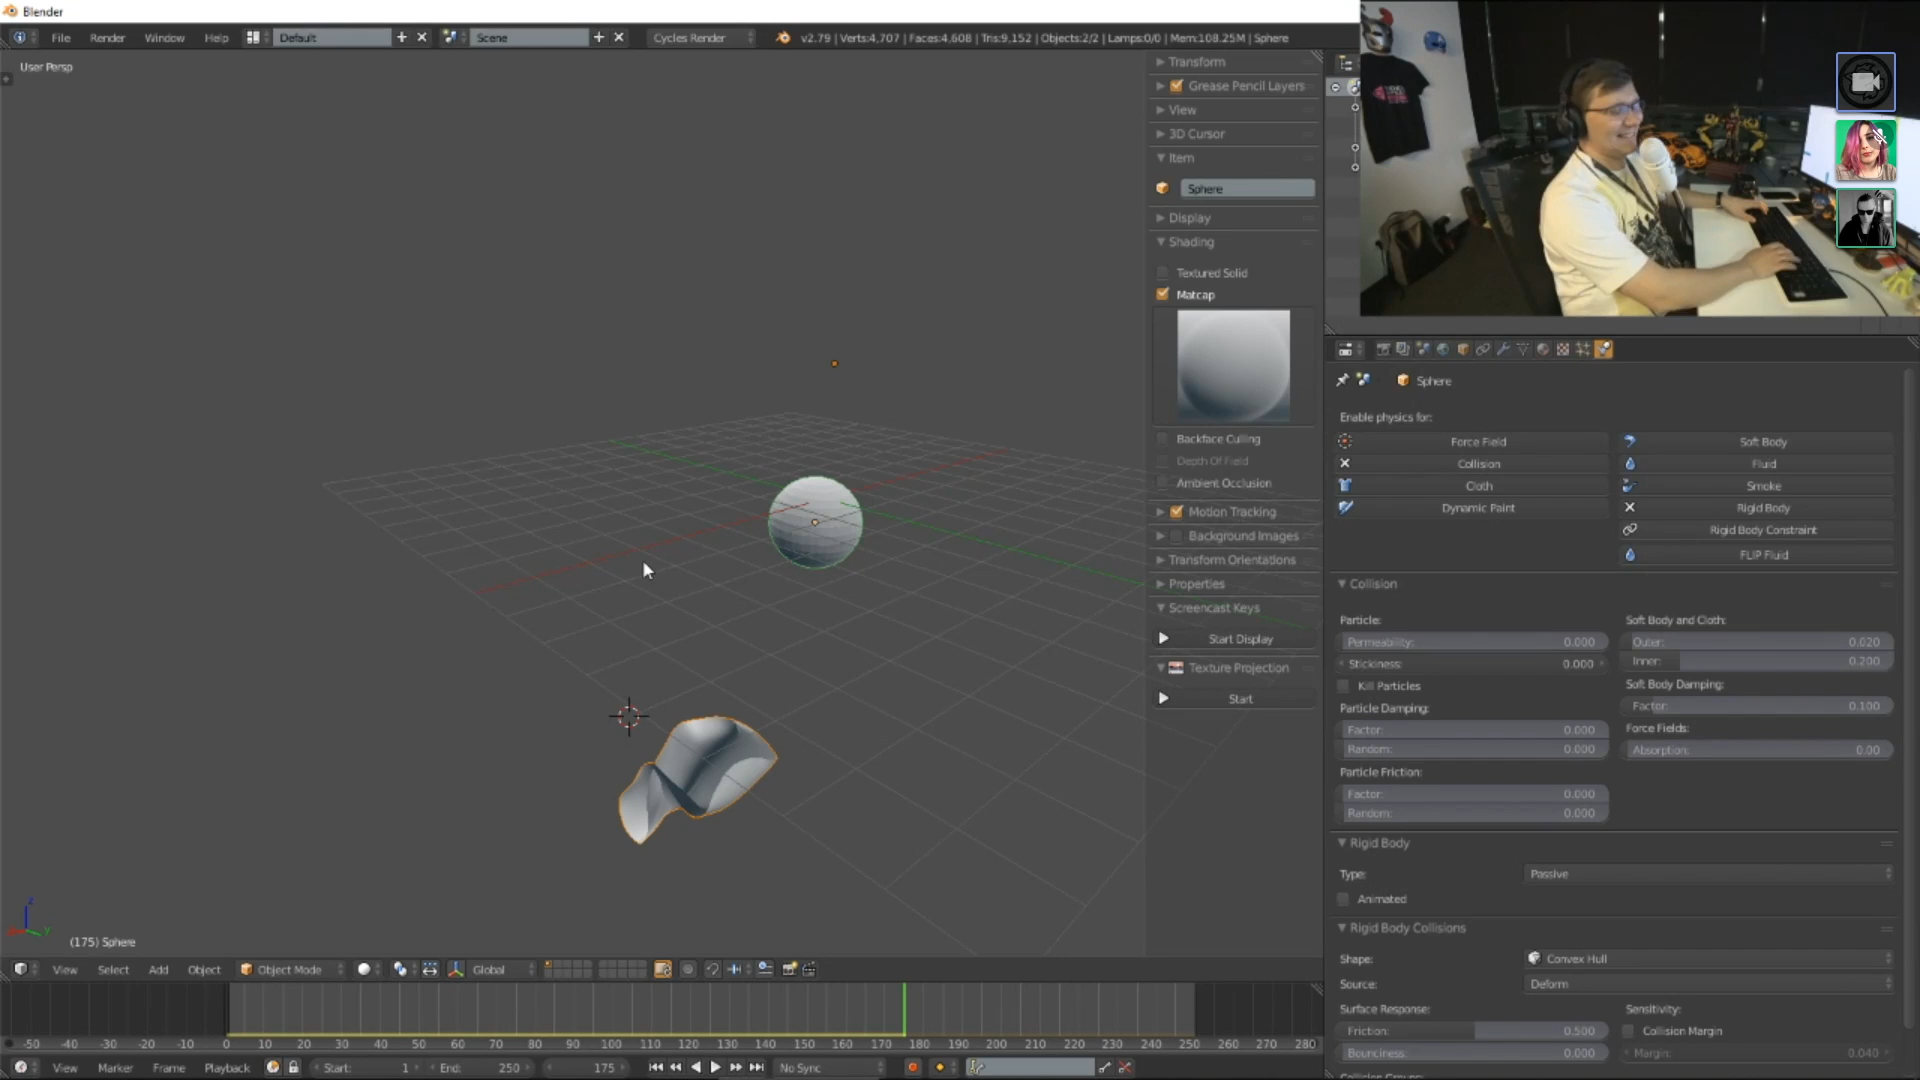 Blender
File Render Window Help Default Scene Cycles Render v2.79 | Verts:4,707 | Faces:4,608 | Tris:9,152 | Objects:2/2 | Lamps:0/0 | Mem:108.25M | Sphere
User Persp
Transform
Grease Pencil Layers
View
3D Cursor
Item
Sphere
Display
Shading
Textured Solid
Matcap
Backface Culling
Depth Of Field
Ambient Occlusion
Motion Tracking
Background Images
Transform Orientations
Properties
Screencast Keys
Start Display
Texture Projection
Start
Sphere
Enable physics for:
Force Field Soft Body
Collision Fluid
Cloth Smoke
Dynamic Paint Rigid Body
Rigid Body Constraint
FLIP Fluid
Collision
Particle: Soft Body and Cloth:
Permeability: 0.000 Outer: 0.020
Stickiness: 0.000 Inner: 0.200
Kill Particles Soft Body Damping:
Particle Damping: Factor: 0.100
Factor: 0.000 Force Fields:
Random: 0.000 Absorption: 0.00
Particle Friction:
Factor: 0.000
Random: 0.000
Rigid Body
Type: Passive
Animated
Rigid Body Collisions
Shape: Convex Hull
Source: Deform
Surface Response: Sensitivity:
Friction: 0.500 Collision Margin
Bounciness: 0.000 Margin: 0.040
z
y
(175) Sphere
View Select Add Object Object Mode Global
-50 -40 -30 -20 -10 0 10 20 30 40 50 60 70 80 90 100 110 120 130 140 150 160 170 180 190 200 210 220 230 240 250 260 270 280
View Marker Frame Playback Start: 1 End: 250 175 No Sync